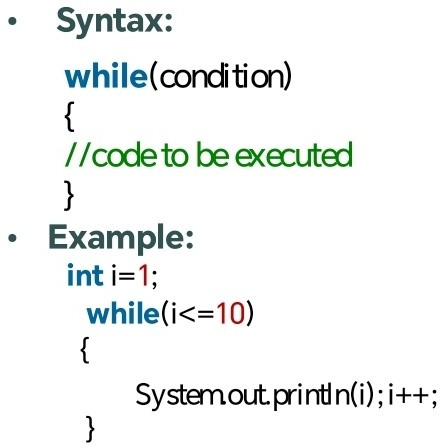 • Syntax:
while(condition)
{
//code to be executed
}
• Example:
int i=1;
while(i<=10)
{
System.out.println(i); i++;
}